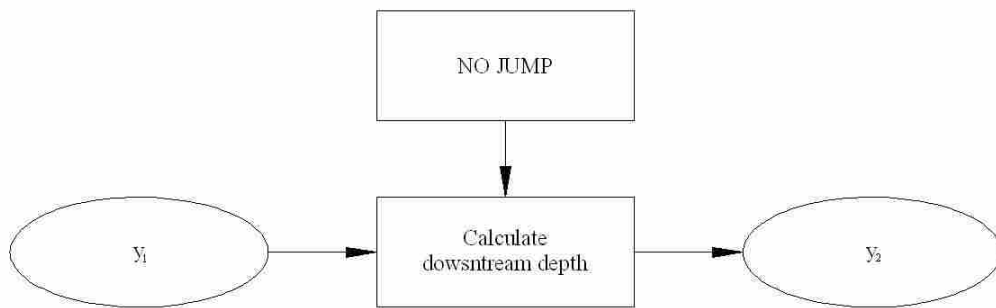 NO JUMP
y₁
Calculate
dowsntream depth
y₂